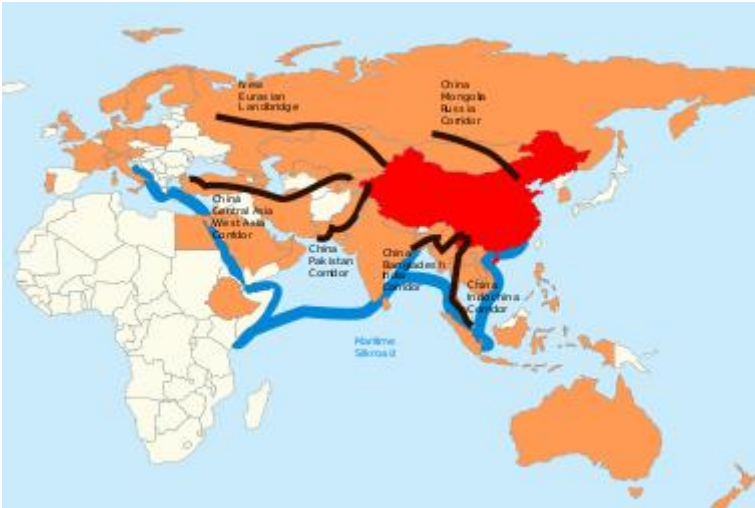 New
Eurasian
Landbridge
China
Mongolia
Russia
Corridor
China
Central Asia
West Asia
Corridor
China
Pakistan
Corridor
China
Bangladesh
India
Corridor
China
Indochina
Corridor
Maritime
Silkroad